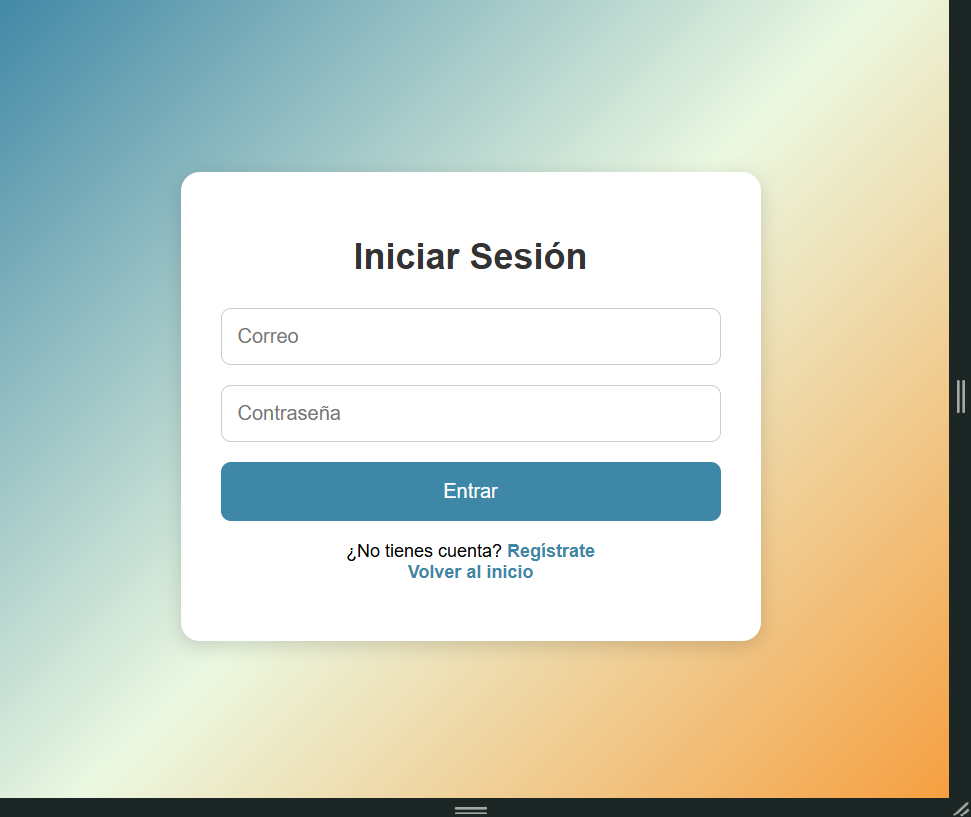 Iniciar Sesión
Correo
Contraseña
Entrar
¿No tienes cuenta? Regístrate
Volver al inicio